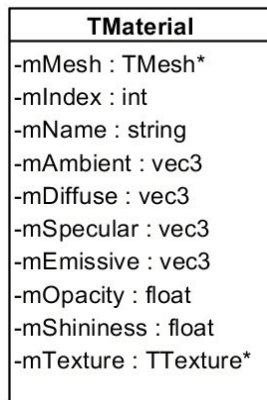 TMaterial
-mMesh : TMesh*
-mIndex : int
-mName : string
-mAmbient : vec3
-mDiffuse : vec3
-mSpecular : vec3
-mEmissive : vec3
-mOpacity : float
-mShininess : float
-mTexture : TTexture*